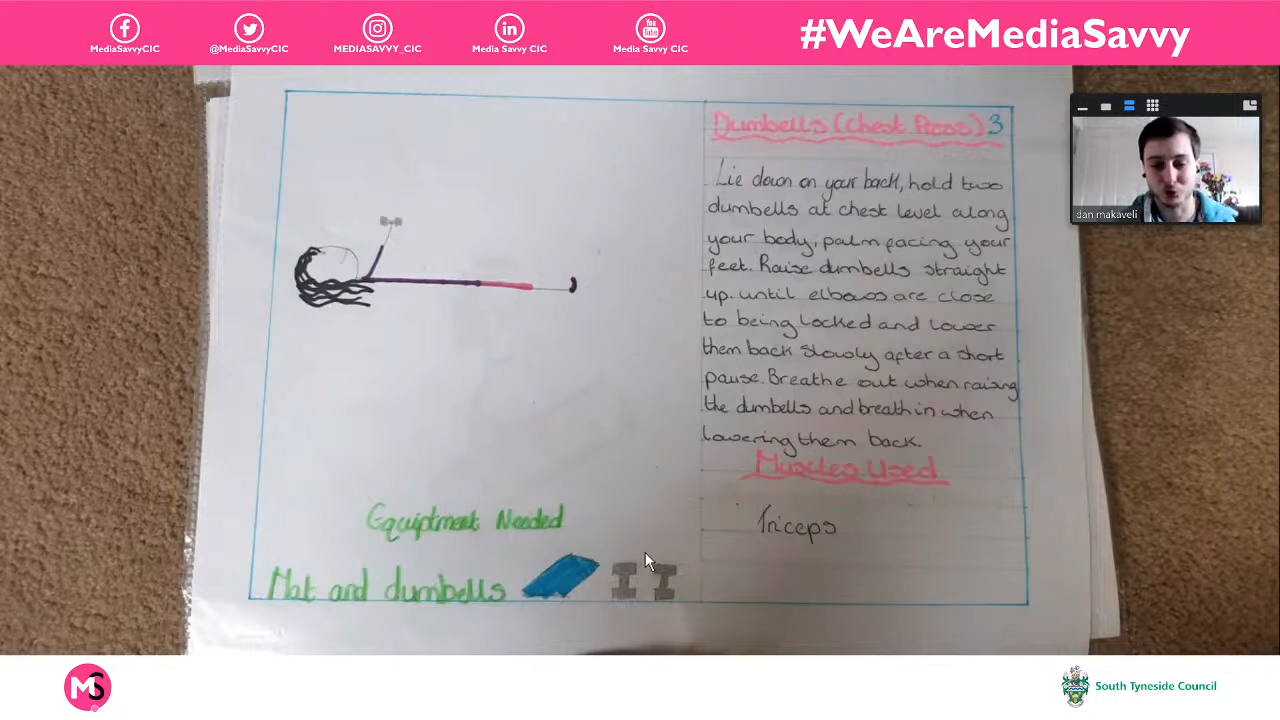 MediaSavvyCIC
@MediaSavvyCIC
MEDIASAVVY_CIC
Media Savvy CIC
You Tube
Media Savvy CIC
#WeAreMediaSavvy
dan makaveli
Dumbells (Chest Press) 3
Lie down on your back, hold two
dumbells at chest level along
your body, palm facing your
feet. Raise dumbells straight
up until elbows are close
to being locked and lower
them back slowly after a short
pause. Breathe out when raising
the dumbells and breath in when
lowering them back.
Muscles Used
Triceps
Equiptment Needed
Mat and dumbells
MS
South Tyneside Council